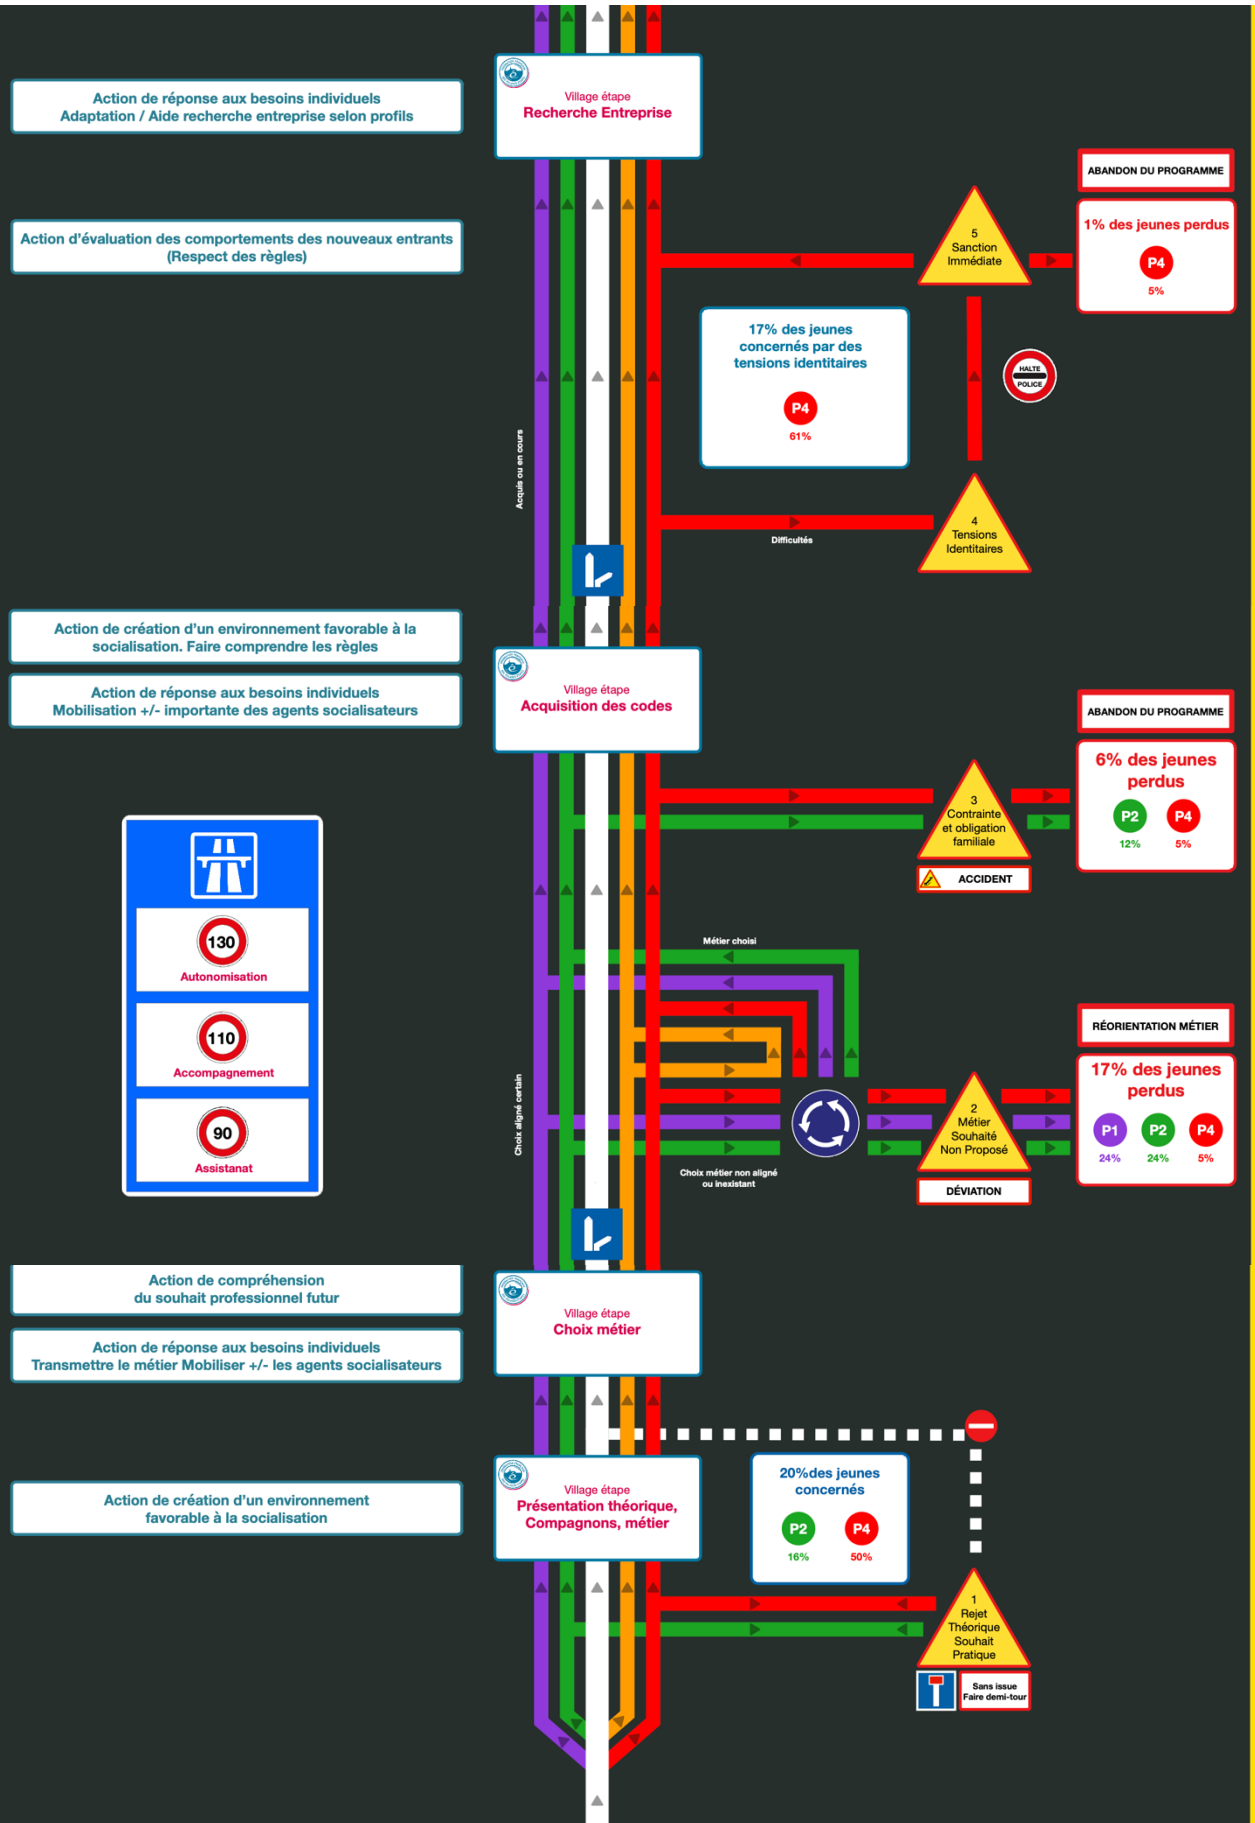 Village étape
Recherche Entreprise
Action de réponse aux besoins individuels
Adaptation / Aide recherche entreprise selon profils
ABANDON DU PROGRAMME
1% des jeunes perdus
P4
5%
5
Sanction
Immédiate
Action d'évaluation des comportements des nouveaux entrants
(Respect des règles)
17% des jeunes
concernés par des
tensions identitaires
P4
61%
HALTE
POLICE
Acquis ou en cours
4
Tensions
Identitaires
Difficultés
Action de création d'un environnement favorable à la
socialisation. Faire comprendre les règles
Action de réponse aux besoins individuels
Mobilisation +/- importante des agents socialisateurs
Village étape
Acquisition des codes
ABANDON DU PROGRAMME
6% des jeunes
perdus
P2
P4
12%
5%
3
Contrainte
et obligation
familiale
ACCIDENT
130
Autonomisation
110
Accompagnement
90
Assistanat
Métier choisi
Choix aligné certain
RÉORIENTATION MÉTIER
17% des jeunes
perdus
P1
P2
P4
24%
24%
5%
2
Métier
Souhaité
Non Proposé
DÉVIATION
Choix métier non aligné
ou inexistant
Action de compréhension
du souhait professionnel futur
Action de réponse aux besoins individuels
Transmettre le métier Mobiliser +/- les agents socialisateurs
Village étape
Choix métier
Village étape
Présentation théorique,
Compagnons, métier
Action de création d'un environnement
favorable à la socialisation
20%des jeunes
concernés
P2
P4
16%
50%
1
Rejet
Théorique
Souhait
Pratique
Sans issue
Faire demi-tour